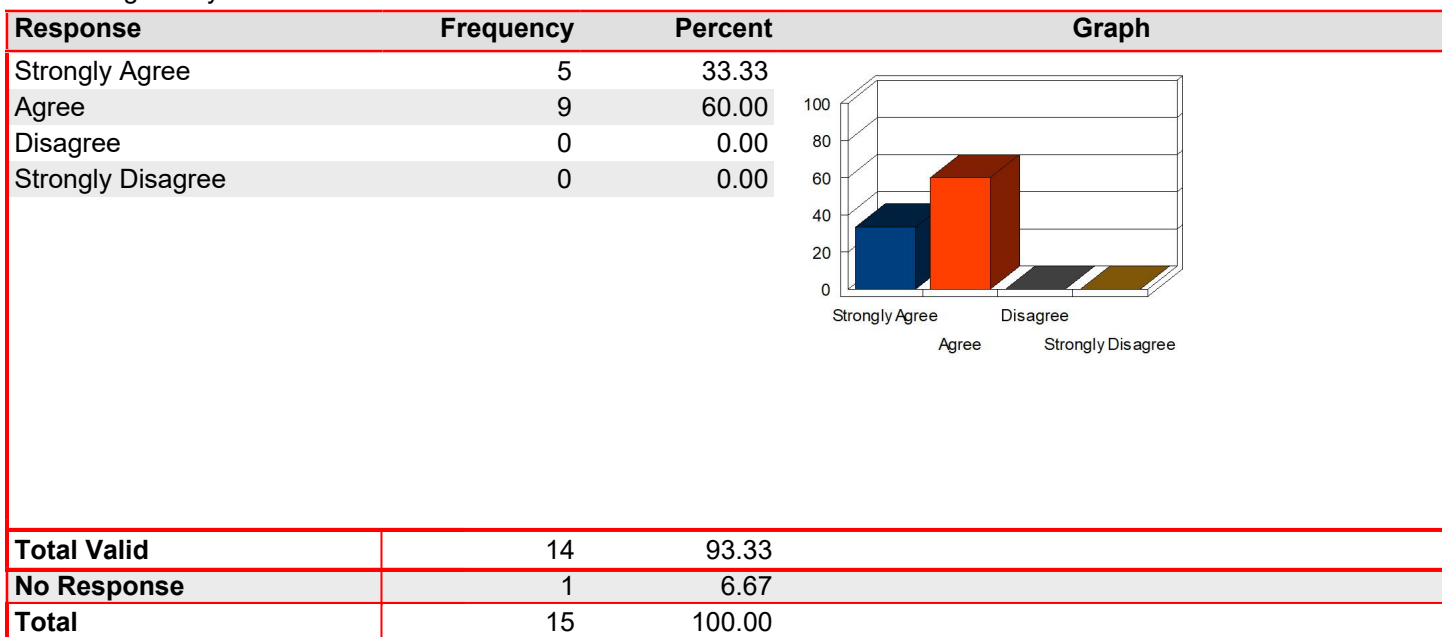 Response Frequency Percent Graph
Strongly Agree 5 33.33
Agree 9 60.00
Disagree 0 0.00
Strongly Disagree 0 0.00
100
80
60
40
20
0
Strongly Agree Disagree
Agree Strongly Disagree
Total Valid 14 93.33
No Response 1 6.67
Total 15 100.00